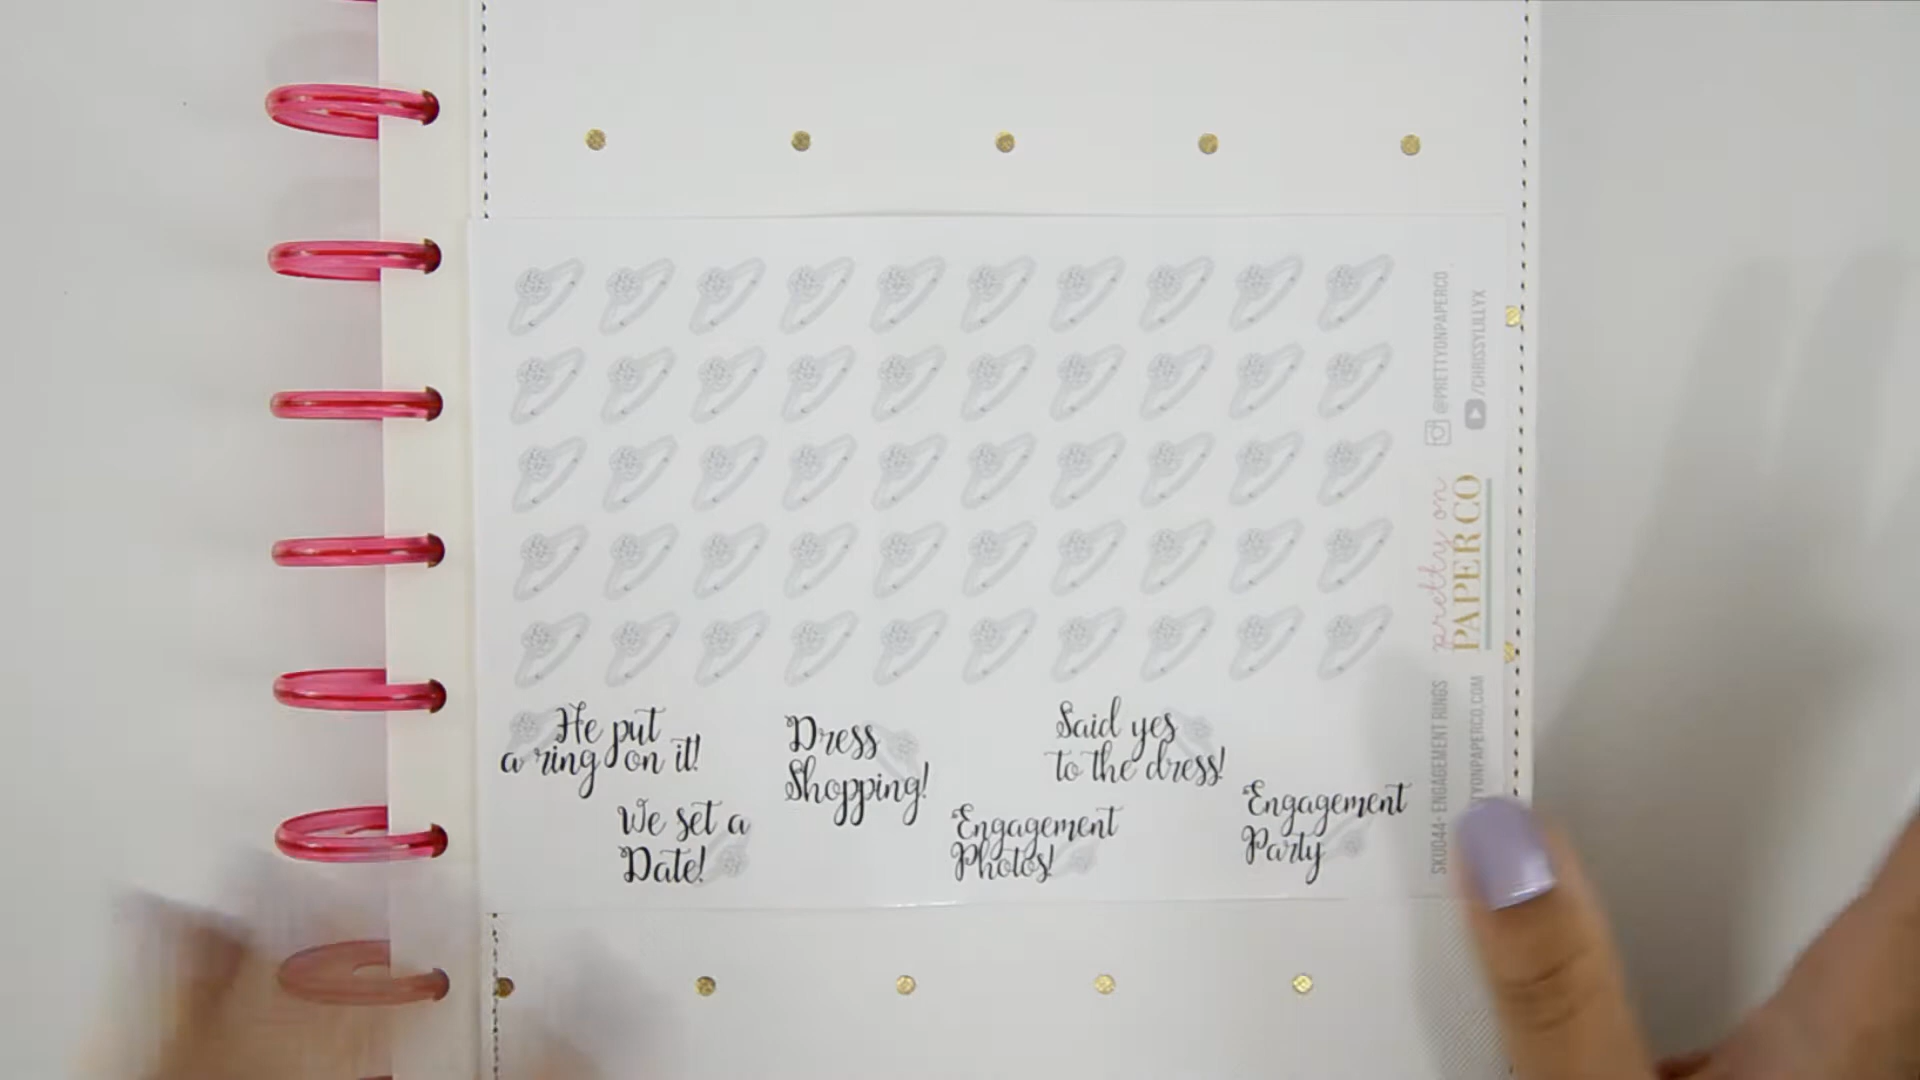 He put
a ring on it!
Dress
Shopping!
Said yes
to the dress!
We set a
Date!
Engagement
Photos!
Engagement
Party
@PRETTYONPAPERCO
/CHRISSYLILLYX
pretty on
PAPER CO
SK0044- ENGAGEMENT RINGS